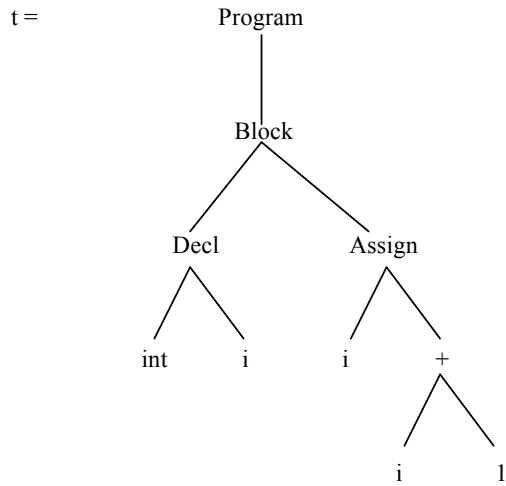 t = Program
Block
Decl Assign
int i i +
i 1